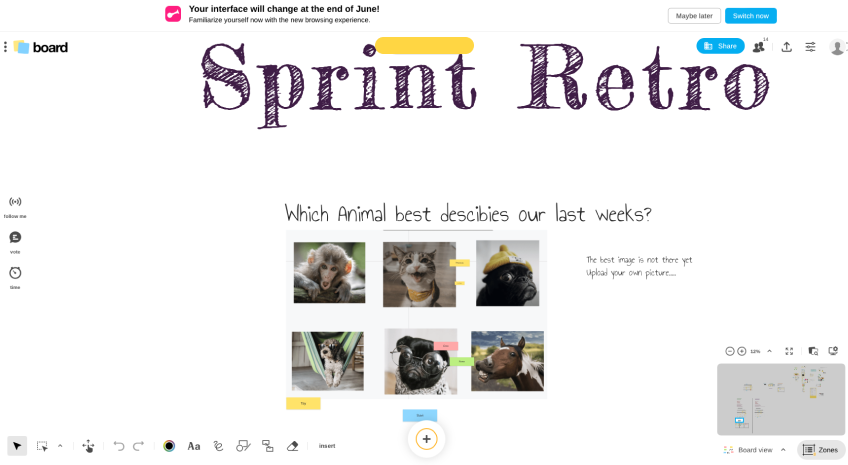 Your interface will change at the end of June!
Familiarize yourself now with the new browsing experience.
Maybe later
Switch now
board
Share
14
Sprint Retro
follow me
vote
time
Which Animal best descibies our last weeks?
The best image is not there yet
Upload your own picture....
12%
Aa
insert
Board view
Zones